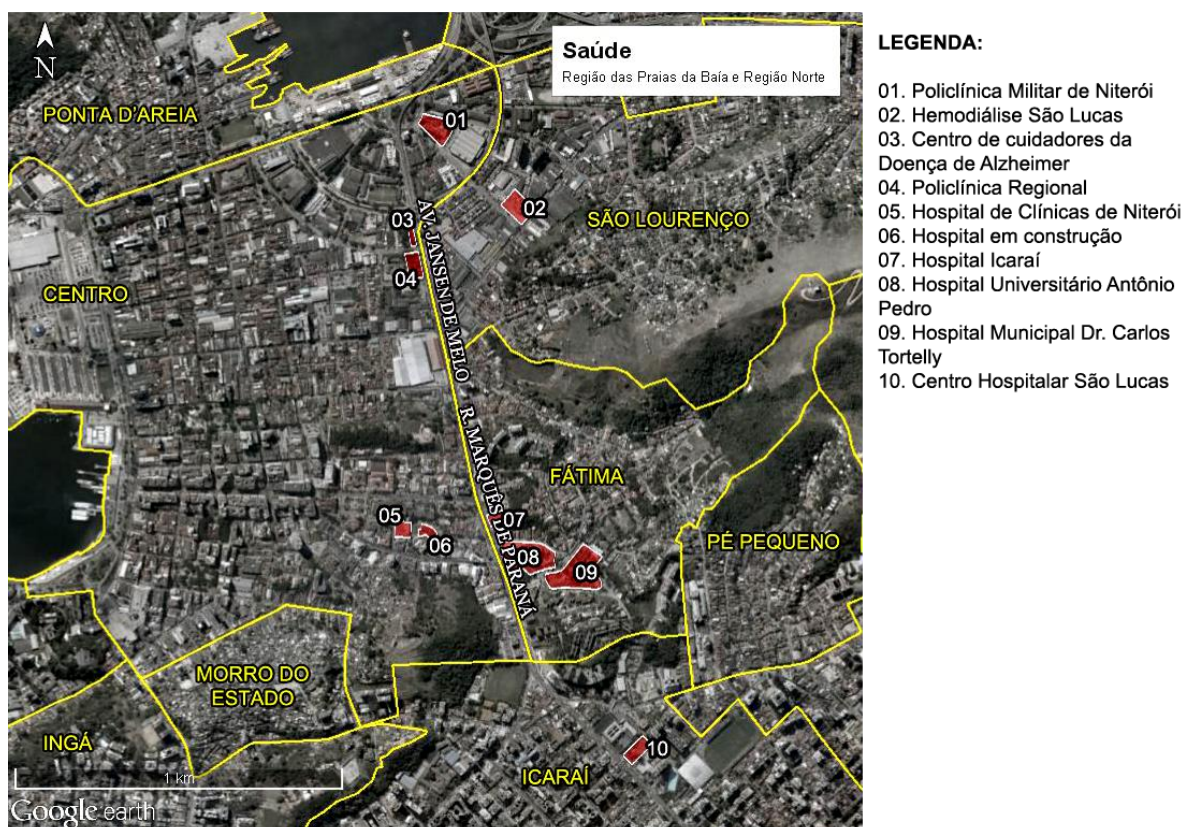 N
Saúde
Região das Praias da Baía e Região Norte
PONTA D'AREIA
01
02
SÃO LOURENÇO
03
04
CENTRO
AV. JANSEN DE MELO
R. MARQUÊS DE PARANÁ
FÁTIMA
05
06
07
08
09
PÉ PEQUENO
MORRO DO
ESTADO
INGÁ
10
ICARAÍ
1 km
Google earth
LEGENDA:
01. Policlínica Militar de Niterói
02. Hemodiálise São Lucas
03. Centro de cuidadores da
Doença de Alzheimer
04. Policlínica Regional
05. Hospital de Clínicas de Niterói
06. Hospital em construção
07. Hospital Icaraí
08. Hospital Universitário Antônio
Pedro
09. Hospital Municipal Dr. Carlos
Tortelly
10. Centro Hospitalar São Lucas